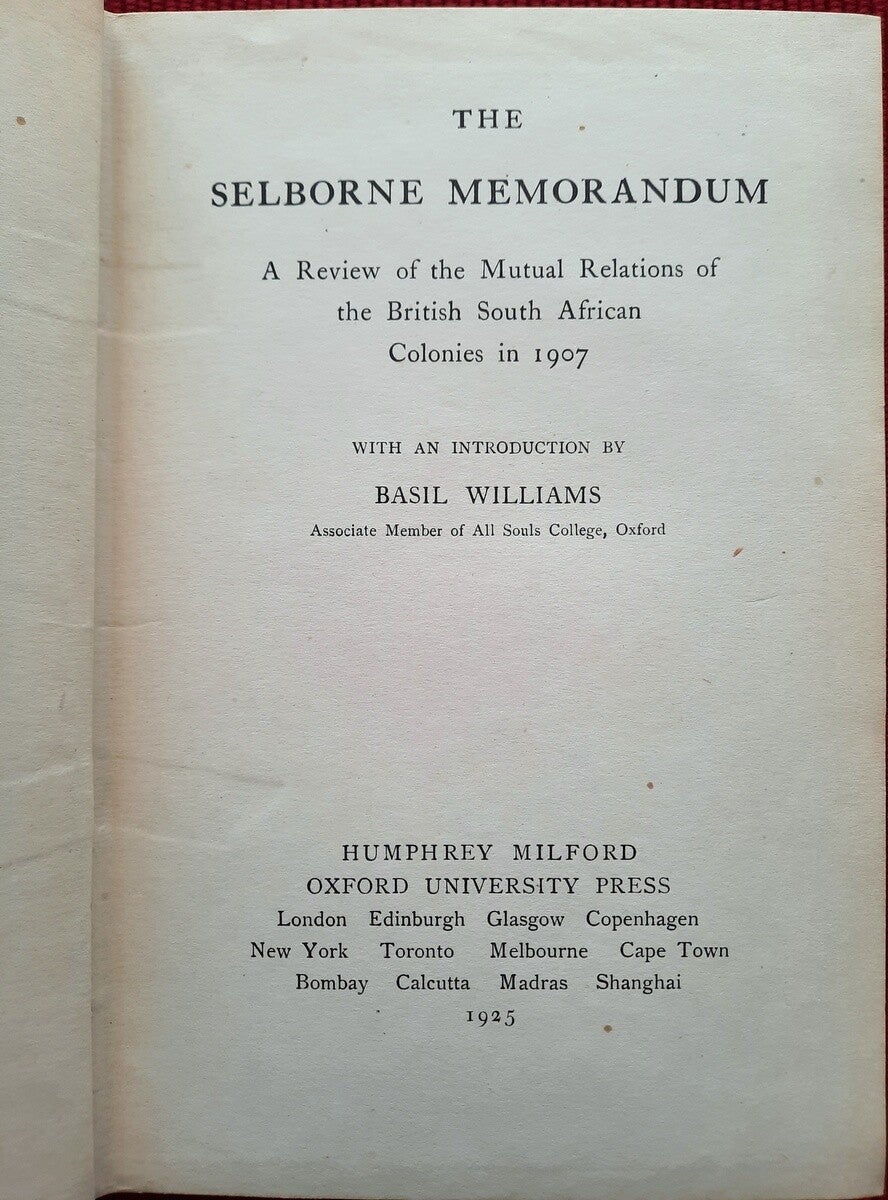 THE
SELBORNE MEMORANDUM
A Review of the Mutual Relations of
the British South African
Colonies in 1907
WITH AN INTRODUCTION BY
BASIL WILLIAMS
Associate Member of All Souls College, Oxford
HUMPHREY MILFORD
OXFORD UNIVERSITY PRESS
London Edinburgh Glasgow Copenhagen
New York Toronto Melbourne Cape Town
Bombay Calcutta Madras Shanghai
1925